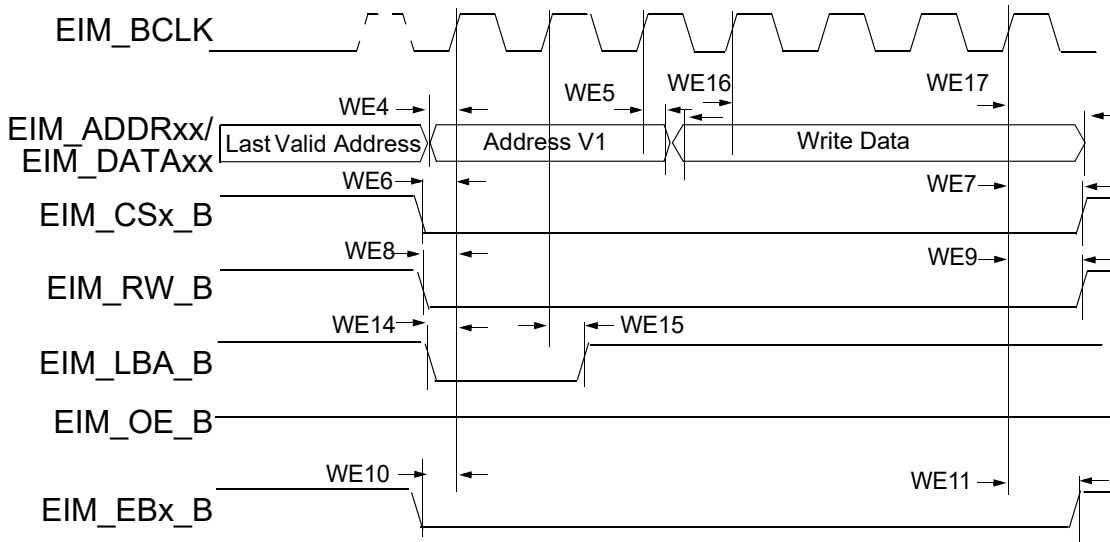 EIM_BCLK
WE4
WE5
WE16
WE17
EIM_ADDRxx/
EIM_DATAxx
Last Valid Address
Address V1
Write Data
WE6
WE7
EIM_CSx_B
WE8
WE9
EIM_RW_B
WE14
WE15
EIM_LBA_B
EIM_OE_B
WE10
WE11
EIM_EBx_B